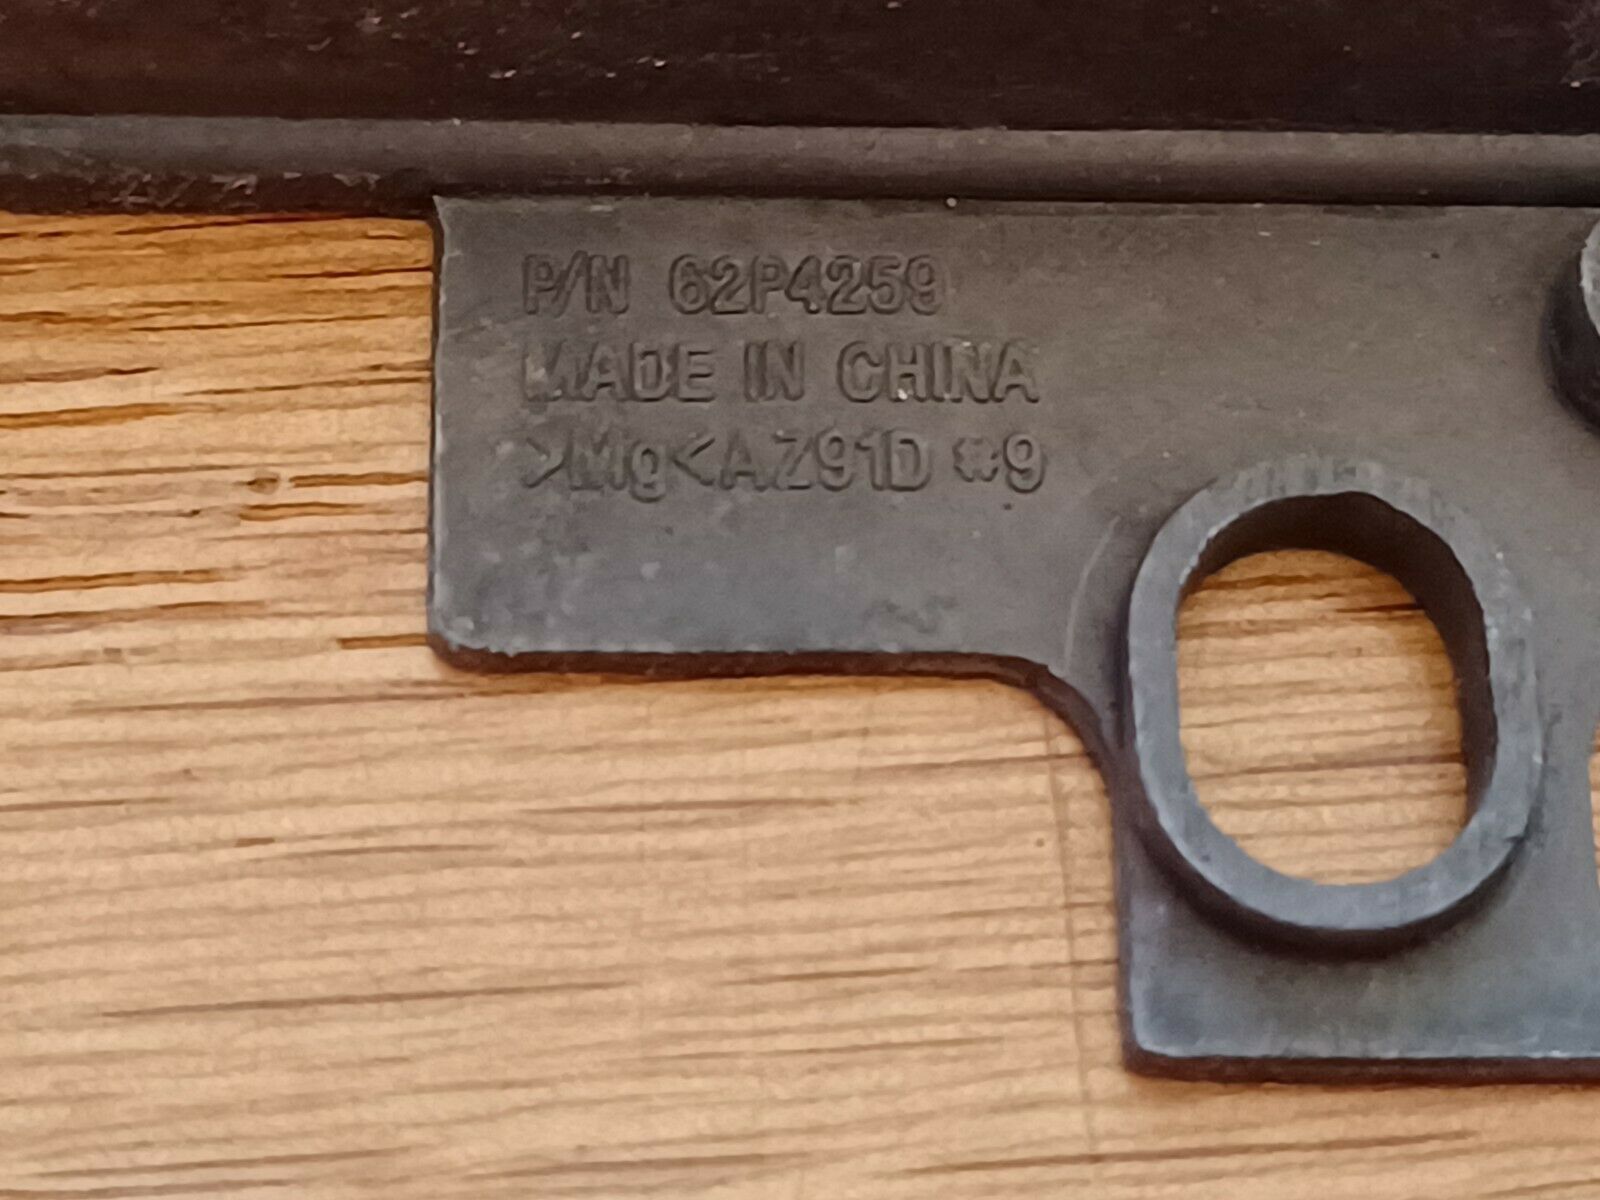 P/N 62P4259
MADE IN CHINA
>Mg<AZ91D *9